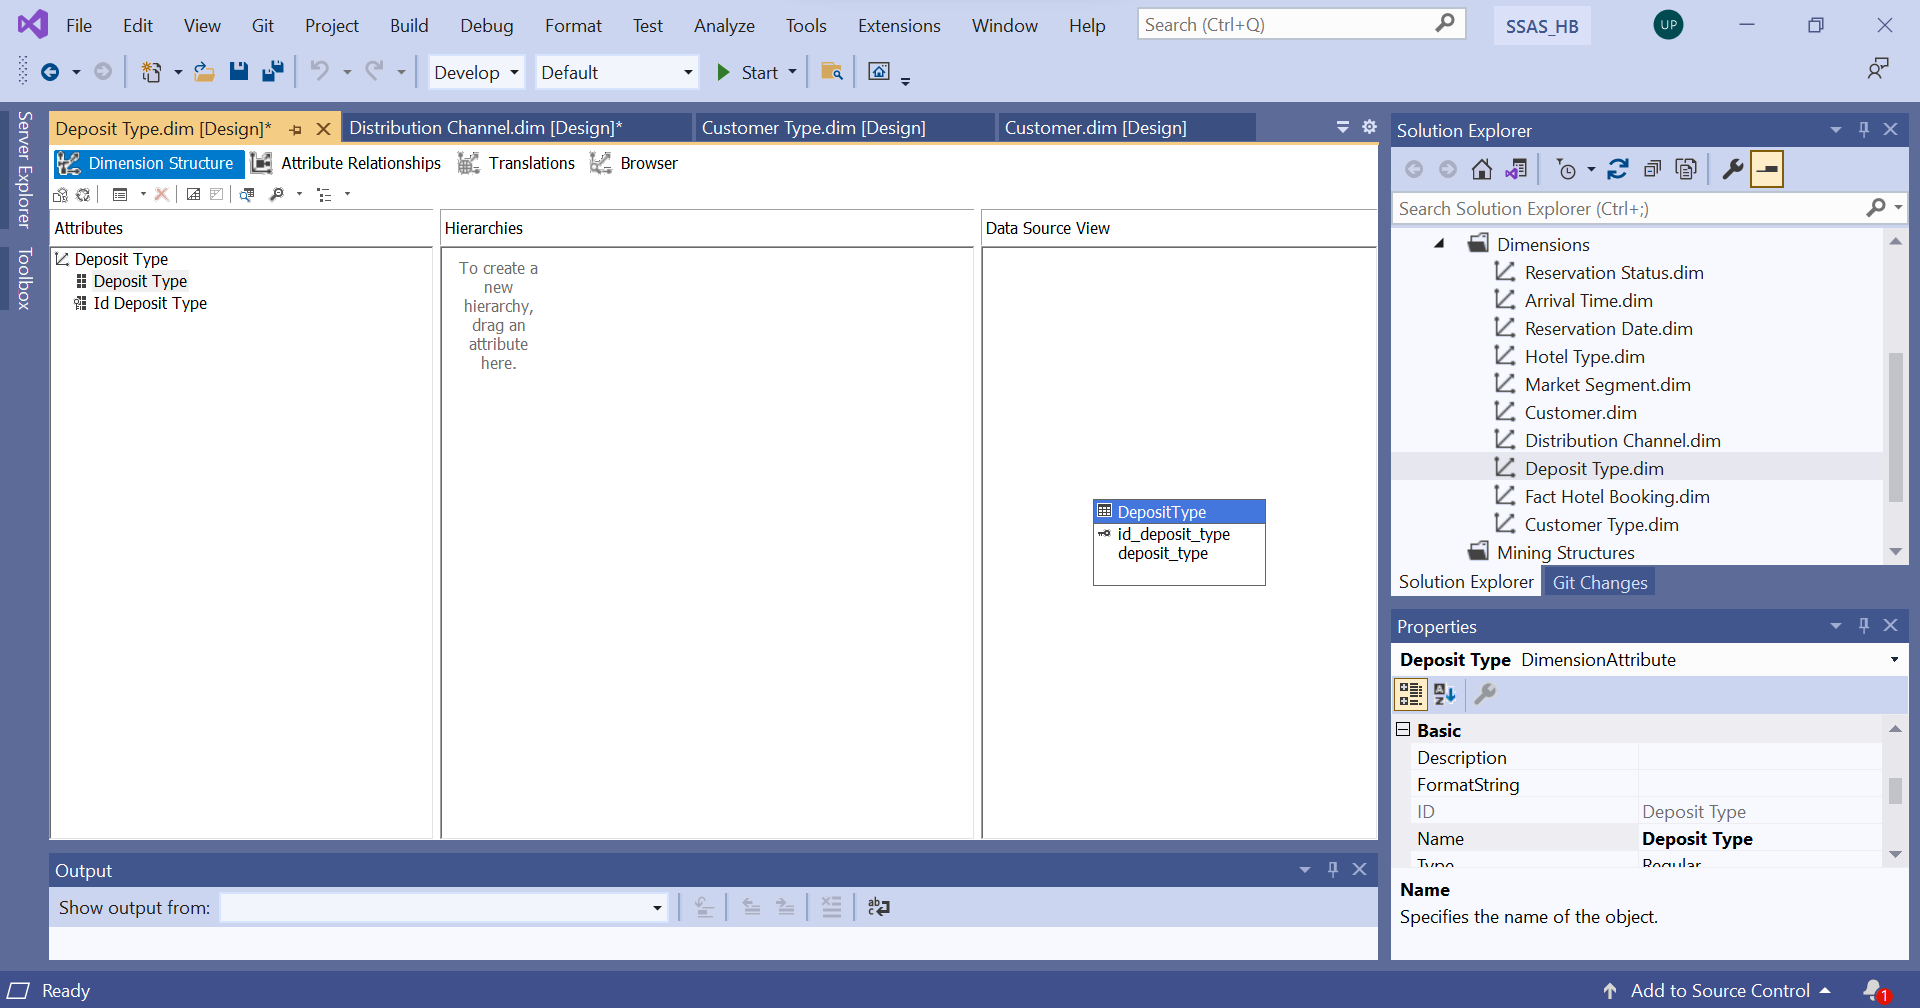 File Edit View Git Project Build Debug Format Test Analyze Tools Extensions Window Help Search (Ctrl+Q) SSAS_HB UP
Develop Default Start
Server Explorer
Toolbox
Deposit Type.dim [Design]* Distribution Channel.dim [Design]* Customer Type.dim [Design] Customer.dim [Design]
Dimension Structure Attribute Relationships Translations Browser
Attributes
Deposit Type
Deposit Type
Id Deposit Type
Hierarchies
To create a
new
hierarchy,
drag an
attribute
here.
Data Source View
DepositType
id_deposit_type
deposit_type
Output
Show output from:
Solution Explorer
Search Solution Explorer (Ctrl+;)
Dimensions
Reservation Status.dim
Arrival Time.dim
Reservation Date.dim
Hotel Type.dim
Market Segment.dim
Customer.dim
Distribution Channel.dim
Deposit Type.dim
Fact Hotel Booking.dim
Customer Type.dim
Mining Structures
Solution Explorer Git Changes
Properties
Deposit Type DimensionAttribute
Basic
Description
FormatString
ID Deposit Type
Name Deposit Type
Type Regular
Name
Specifies the name of the object.
Ready Add to Source Control 1